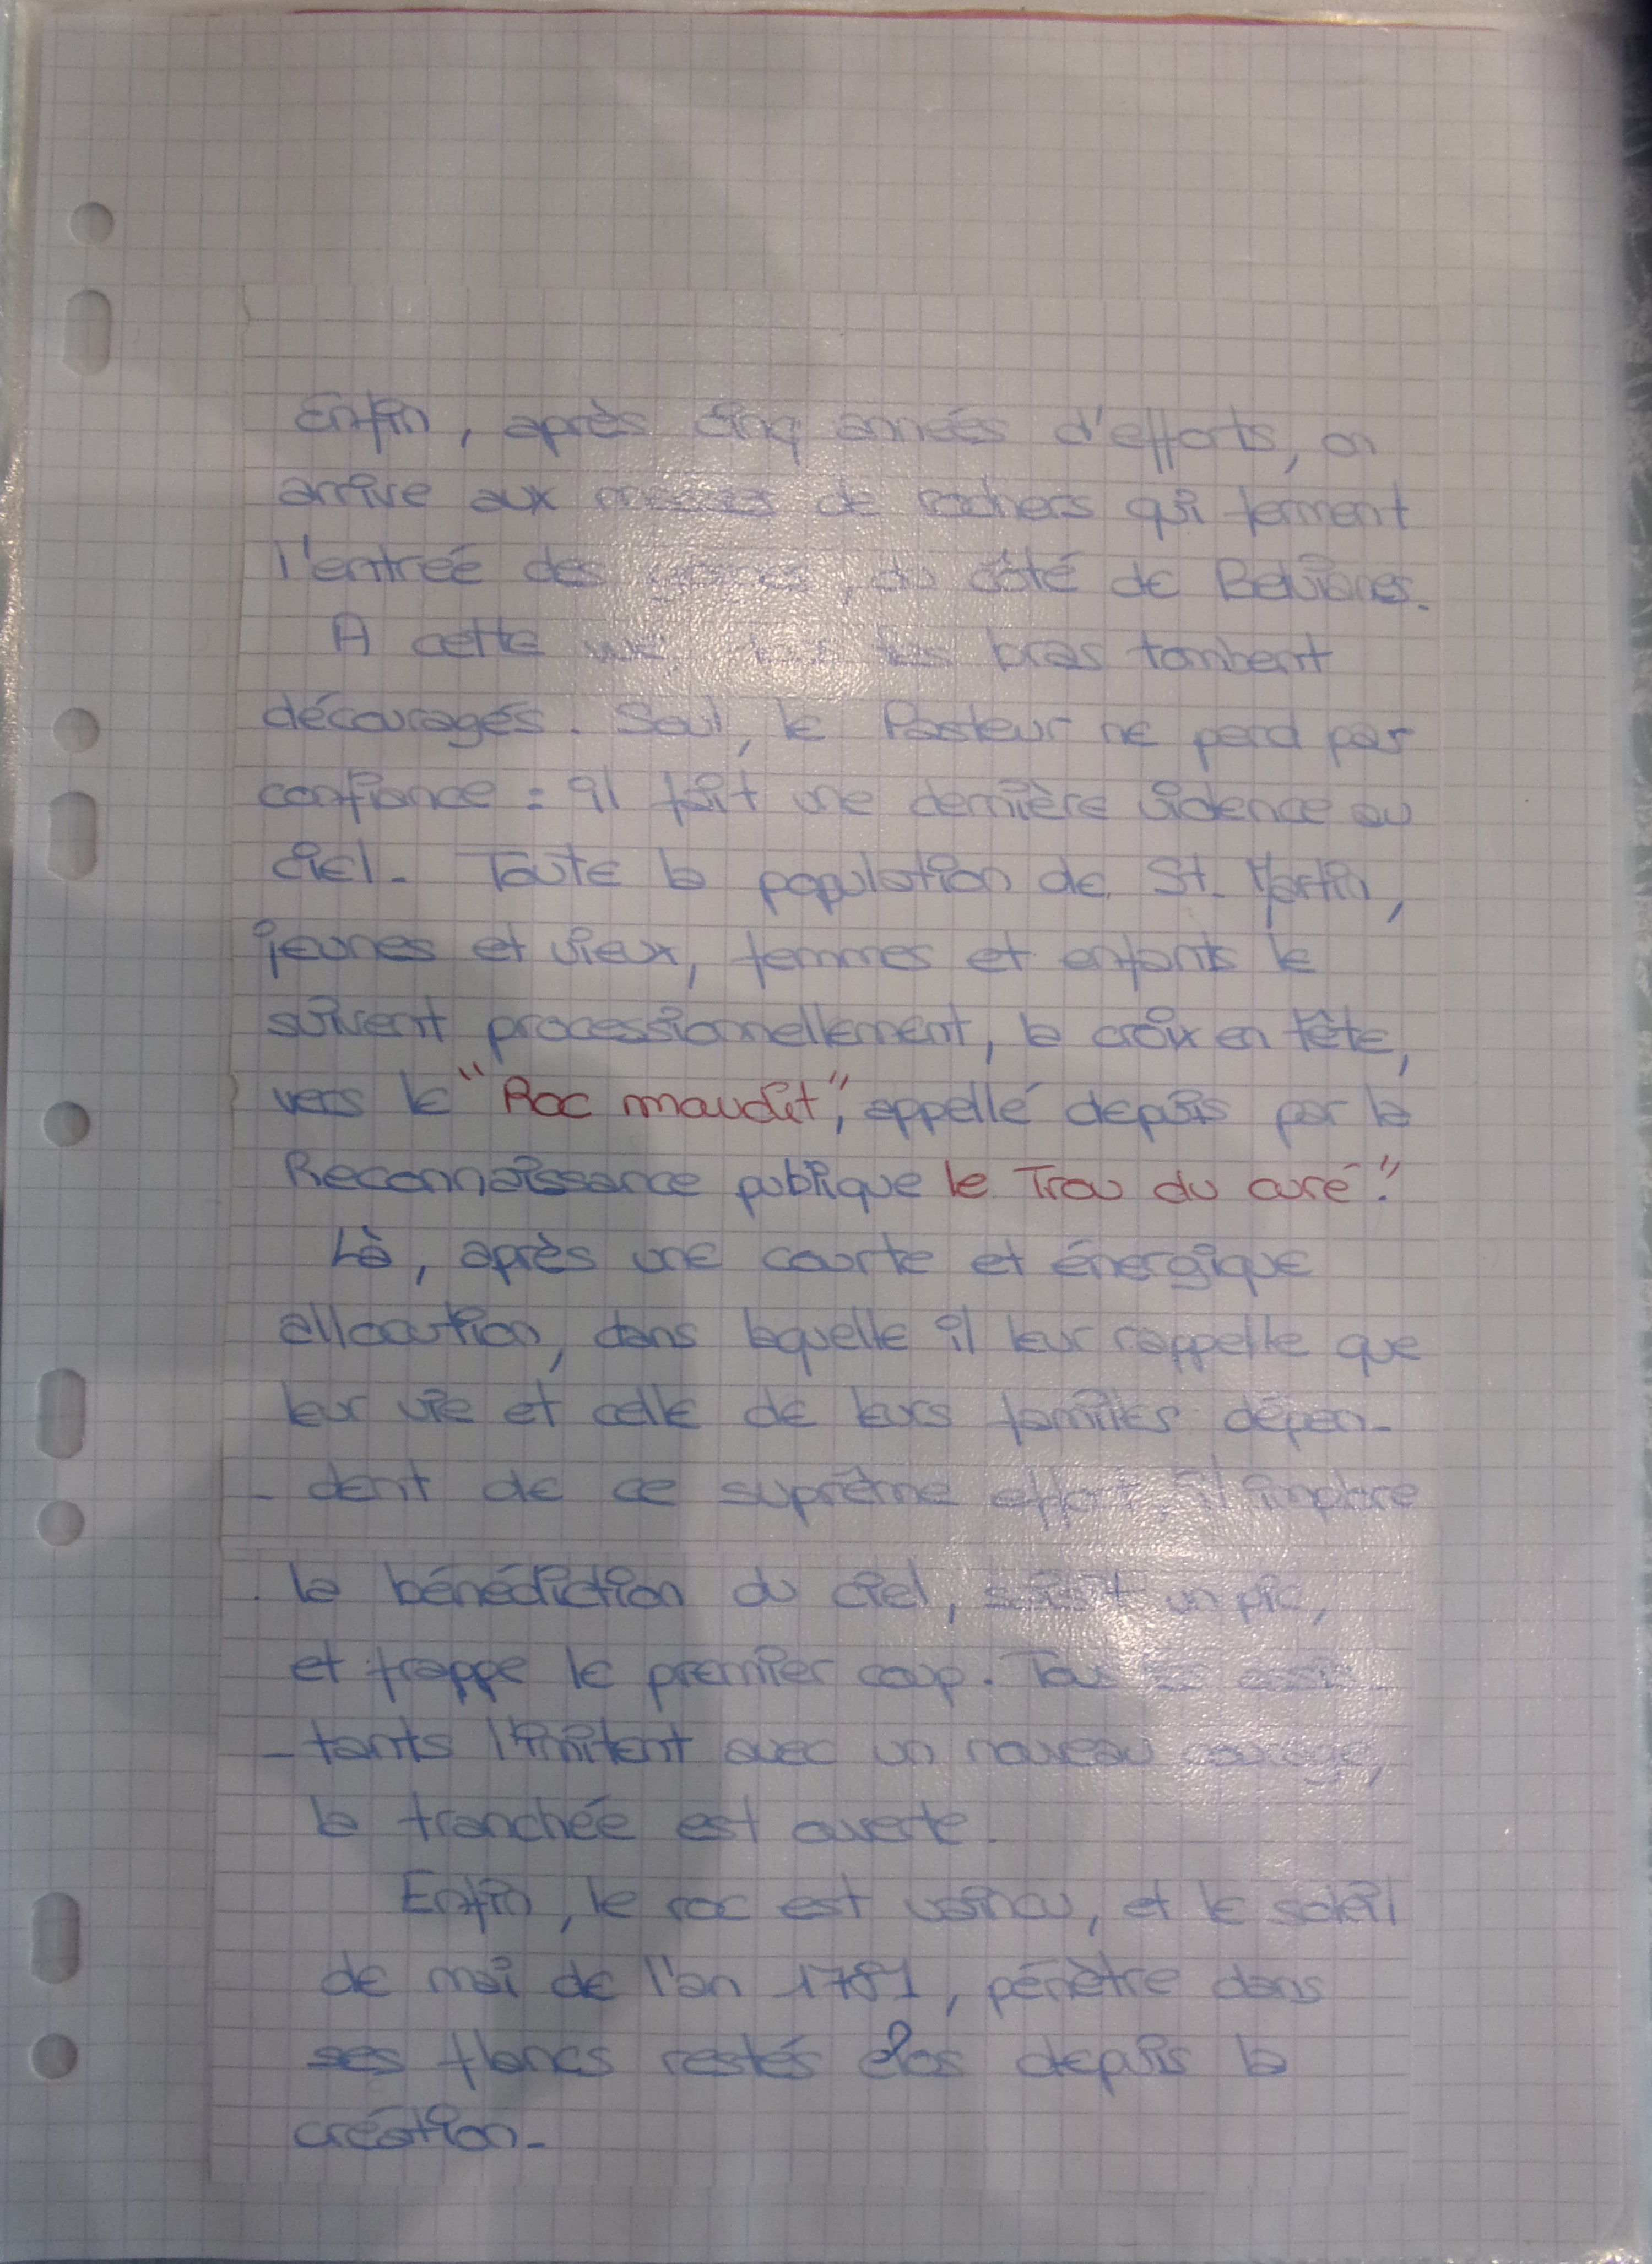 Enfin, après cinq années d'efforts, on
arrive aux masses de rochers qui ferment
l'entrée des gorges, du côté de Belvianes.
A cette vue, tous les bras tombent
découragés. Seul, le Pasteur ne perd pas
confiance : il fait une dernière violence au
ciel. Toute la population de St. Martin,
jeunes et vieux, femmes et enfants le
suivent processionnellement, la croix en tête,
vers le "Roc maudit", appellé depuis par la
Reconnaissance publique le Trou du curé."
Là, après une courte et énergique
allocution, dans laquelle il leur rappelle que
leur vie et celle de leurs familles dépen-
- dent de ce suprême effort, il implore
la bénédiction du ciel, saisit un pic,
et frappe le premier coup. Tous les assis-
- tants l'imitent avec un nouveau courage,
la tranchée est ouverte.
Enfin, le roc est vaincu, et le soleil
de mai de l'an 1781, pénètre dans
ses flancs restés clos depuis la
création.